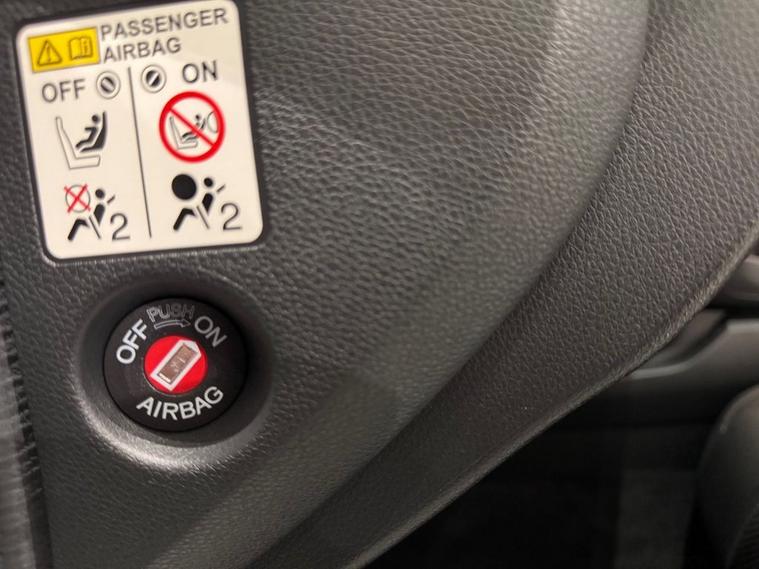 PASSENGER
AIRBAG
OFF ON
2 2
PUSH
OFF ON
AIRBAG